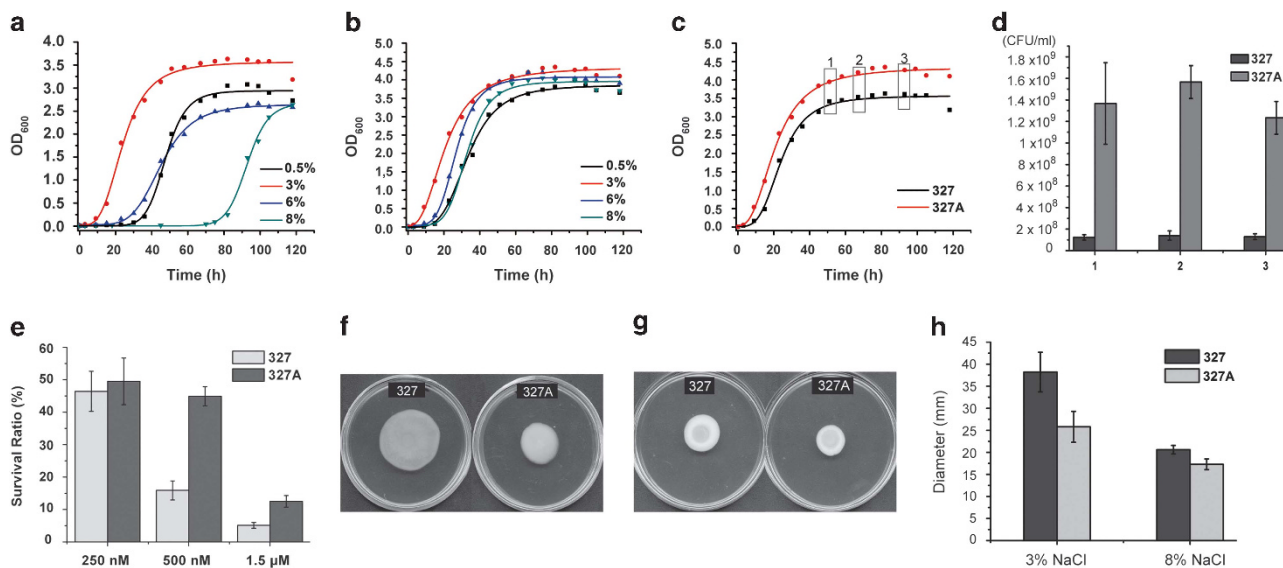 a
OD600
5.0
4.5
4.0
3.5
3.0
2.5
2.0
1.5
1.0
0.5
0.0
0 20 40 60 80 100 120
Time (h)
0.5%
3%
6%
8%
b
OD600
5.0
4.5
4.0
3.5
3.0
2.5
2.0
1.5
1.0
0.5
0.0
0 20 40 60 80 100 120
Time (h)
0.5%
3%
6%
8%
c
OD600
5.0
4.5
4.0
3.5
3.0
2.5
2.0
1.5
1.0
0.5
0.0
0 20 40 60 80 100 120
Time (h)
1 2 3
327
327A
d
(CFU/ml)
1.8×10⁹
1.6×10⁹
1.4×10⁹
1.2×10⁹
1×10⁹
8×10⁸
6×10⁸
4×10⁸
2×10⁸
0
1 2 3
327
327A
e
Survival Ratio (%)
60
50
40
30
20
10
0
250 nM 500 nM 1.5 μM
327
327A
f
327 327A
g
327 327A
h
Diameter (mm)
45
40
35
30
25
20
15
10
5
0
3% NaCl 8% NaCl
327
327A